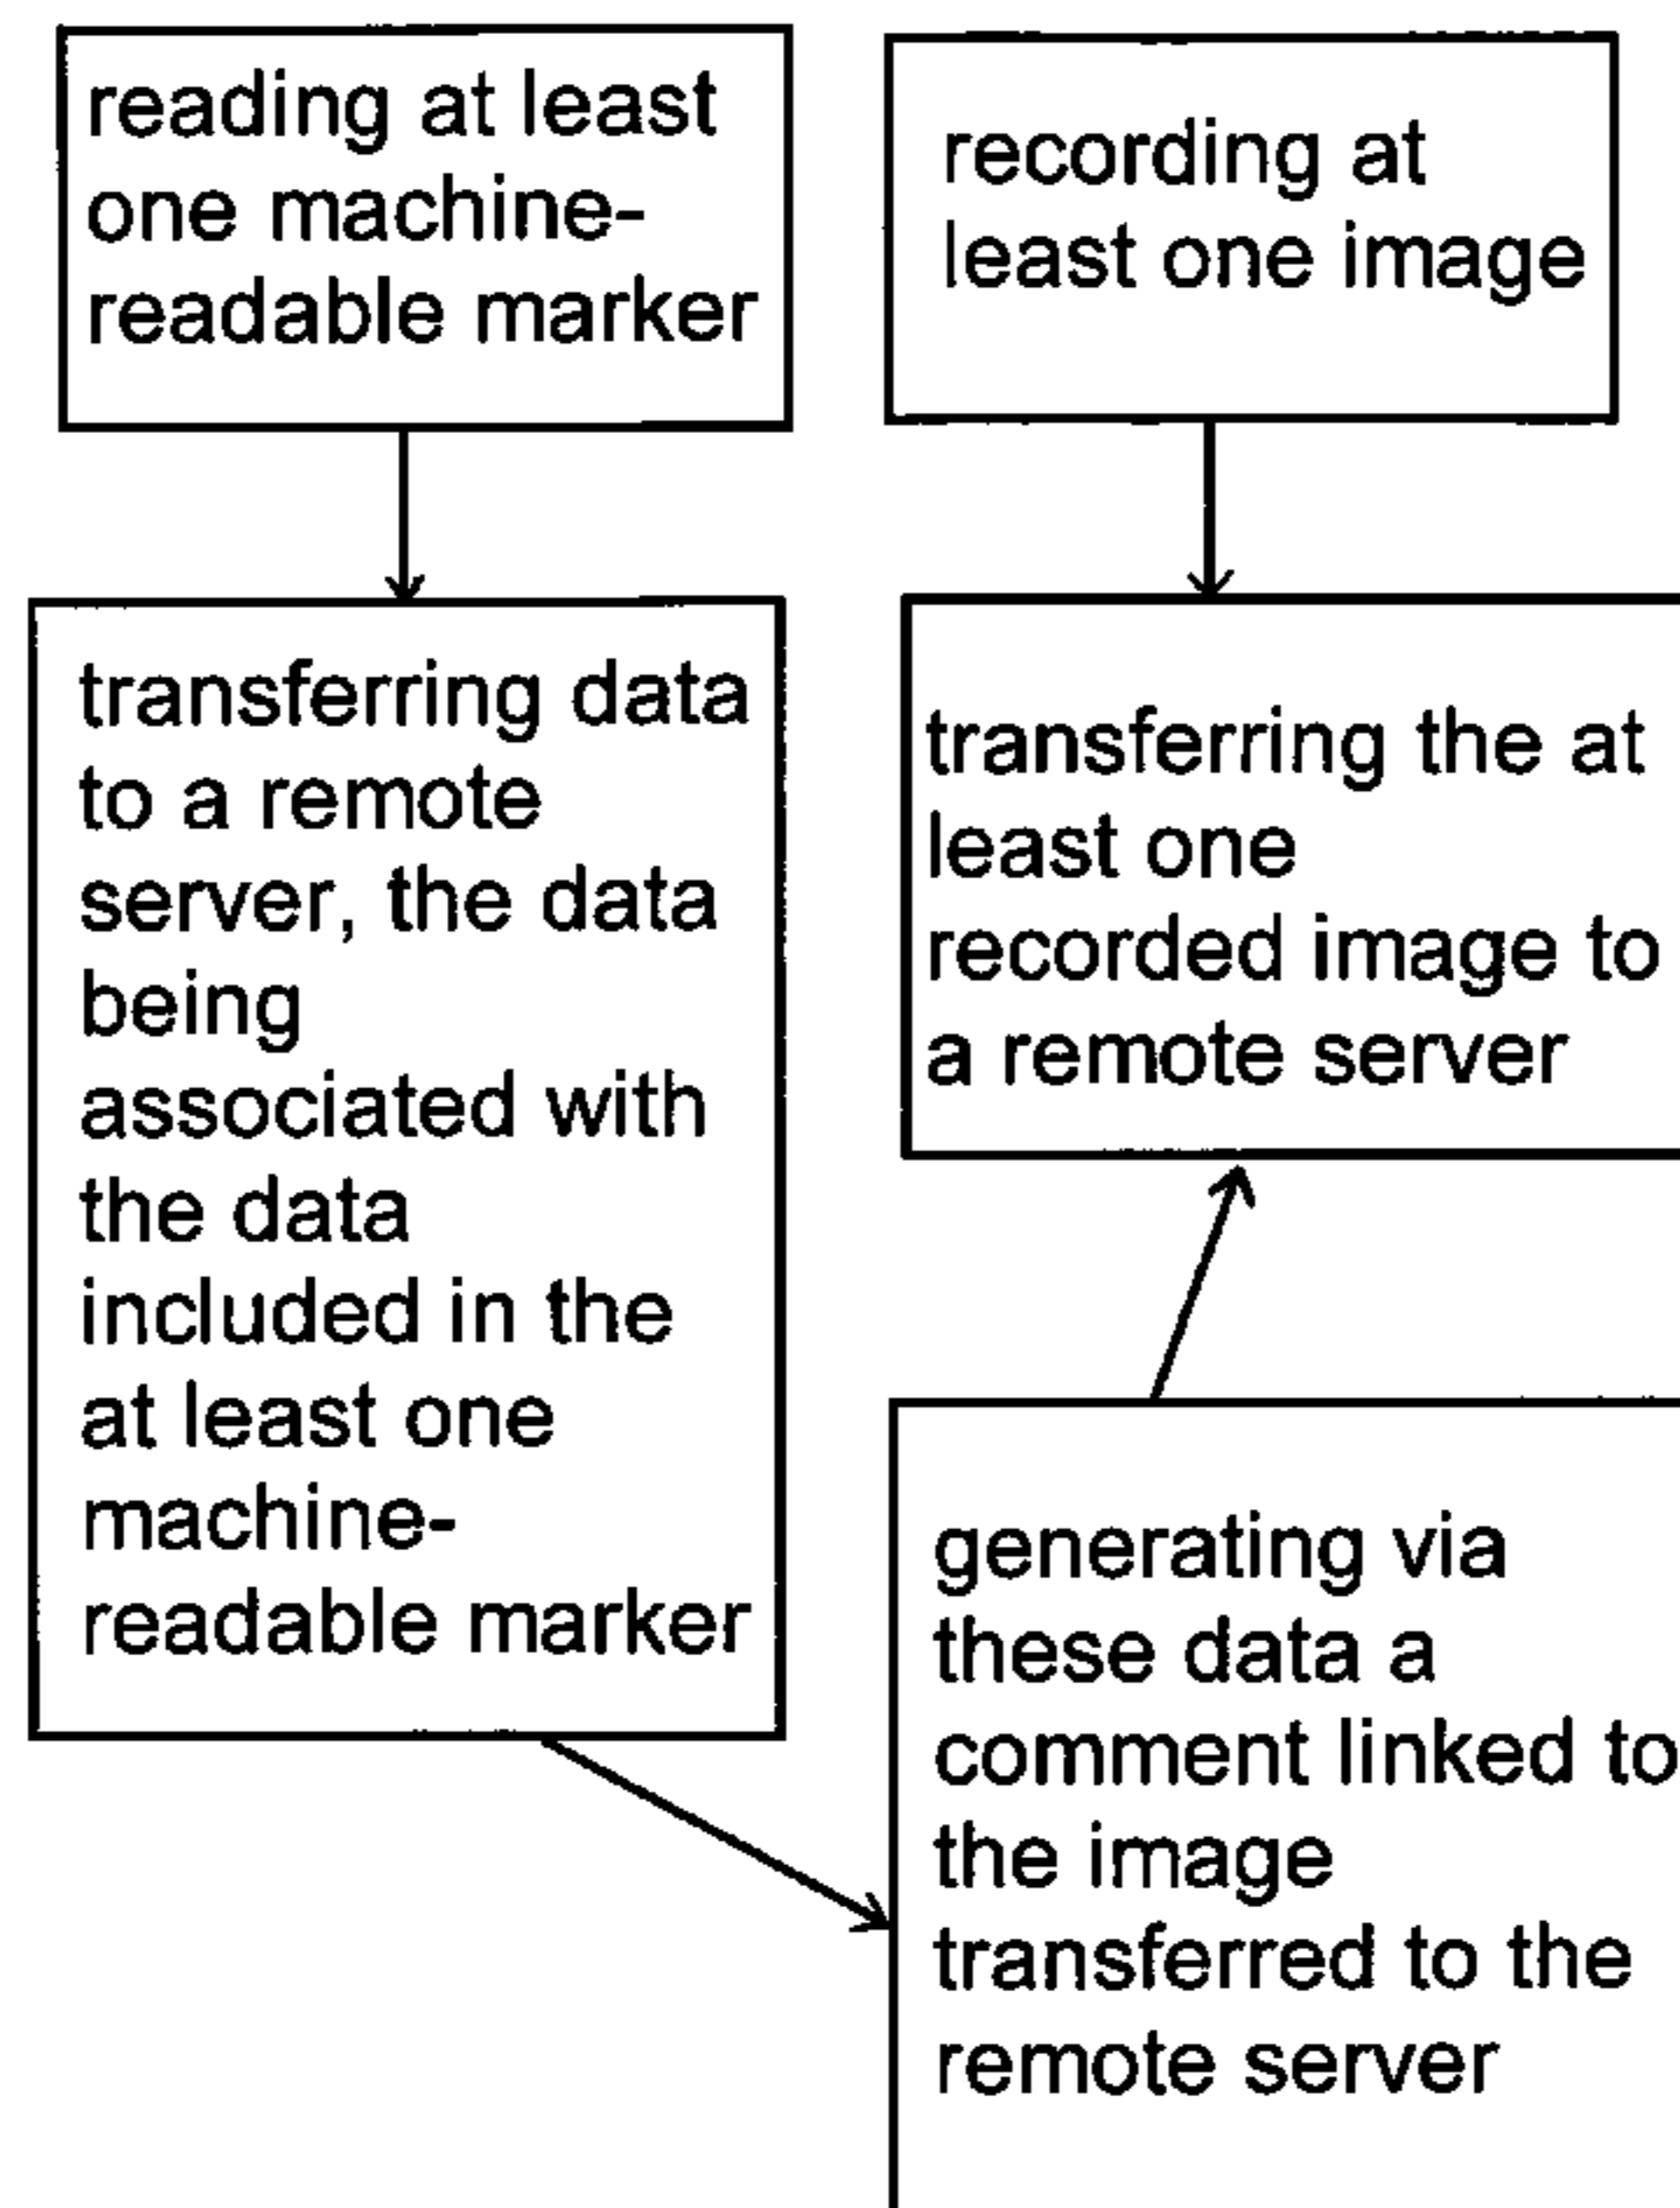 reading at least
one machine-
readable marker
recording at
least one image
transferring data
to a remote
server, the data
being
associated with
the data
included in the
at least one
machine-
readable marker
transferring the at
least one
recorded image to
a remote server
generating via
these data a
comment linked to
the image
transferred to the
remote server